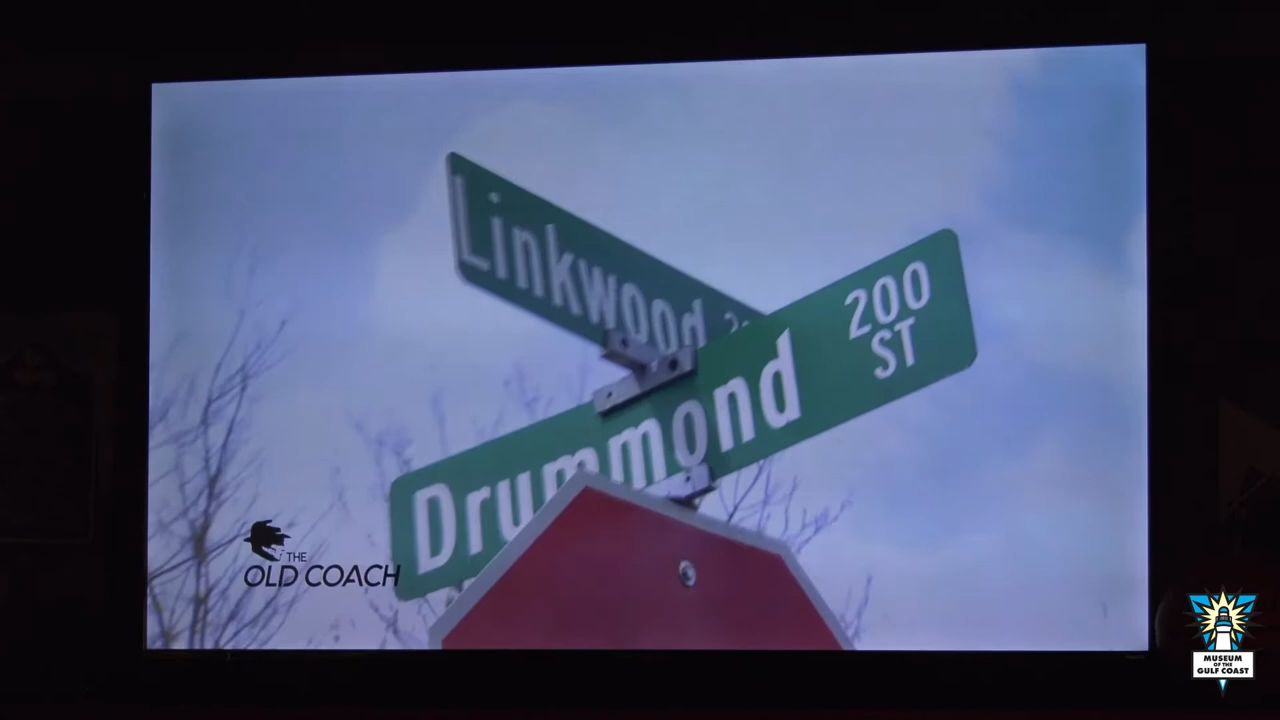 Linkwood
200
ST
Drummond
THE
OLD COACH
MUSEUM
OF THE
GULF COAST